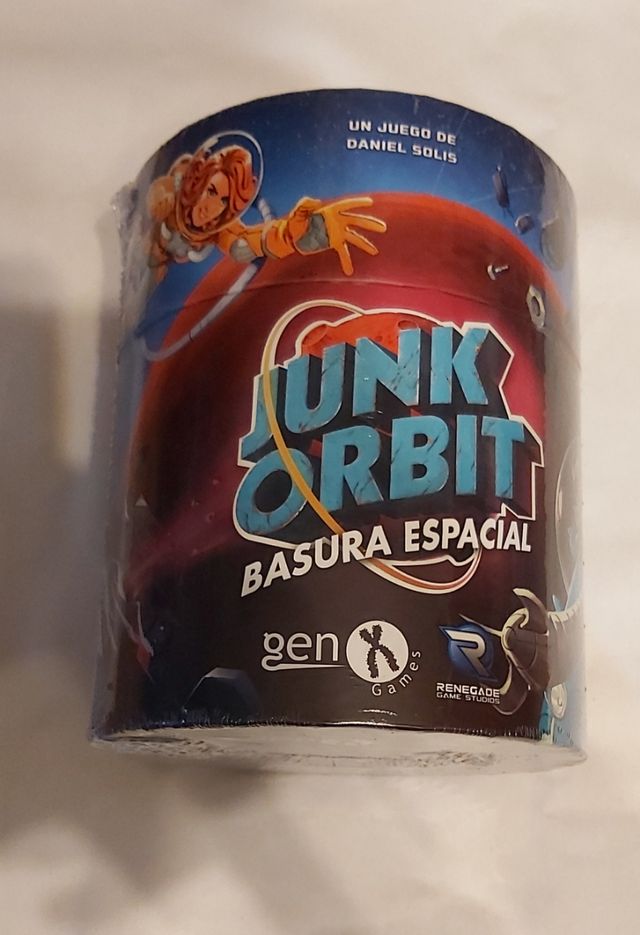 UN JUEGO DE
DANIEL SOLIS
JUNK
ORBIT
BASURA ESPACIAL
gen X
Games
R
RENEGADE
GAME STUDIOS